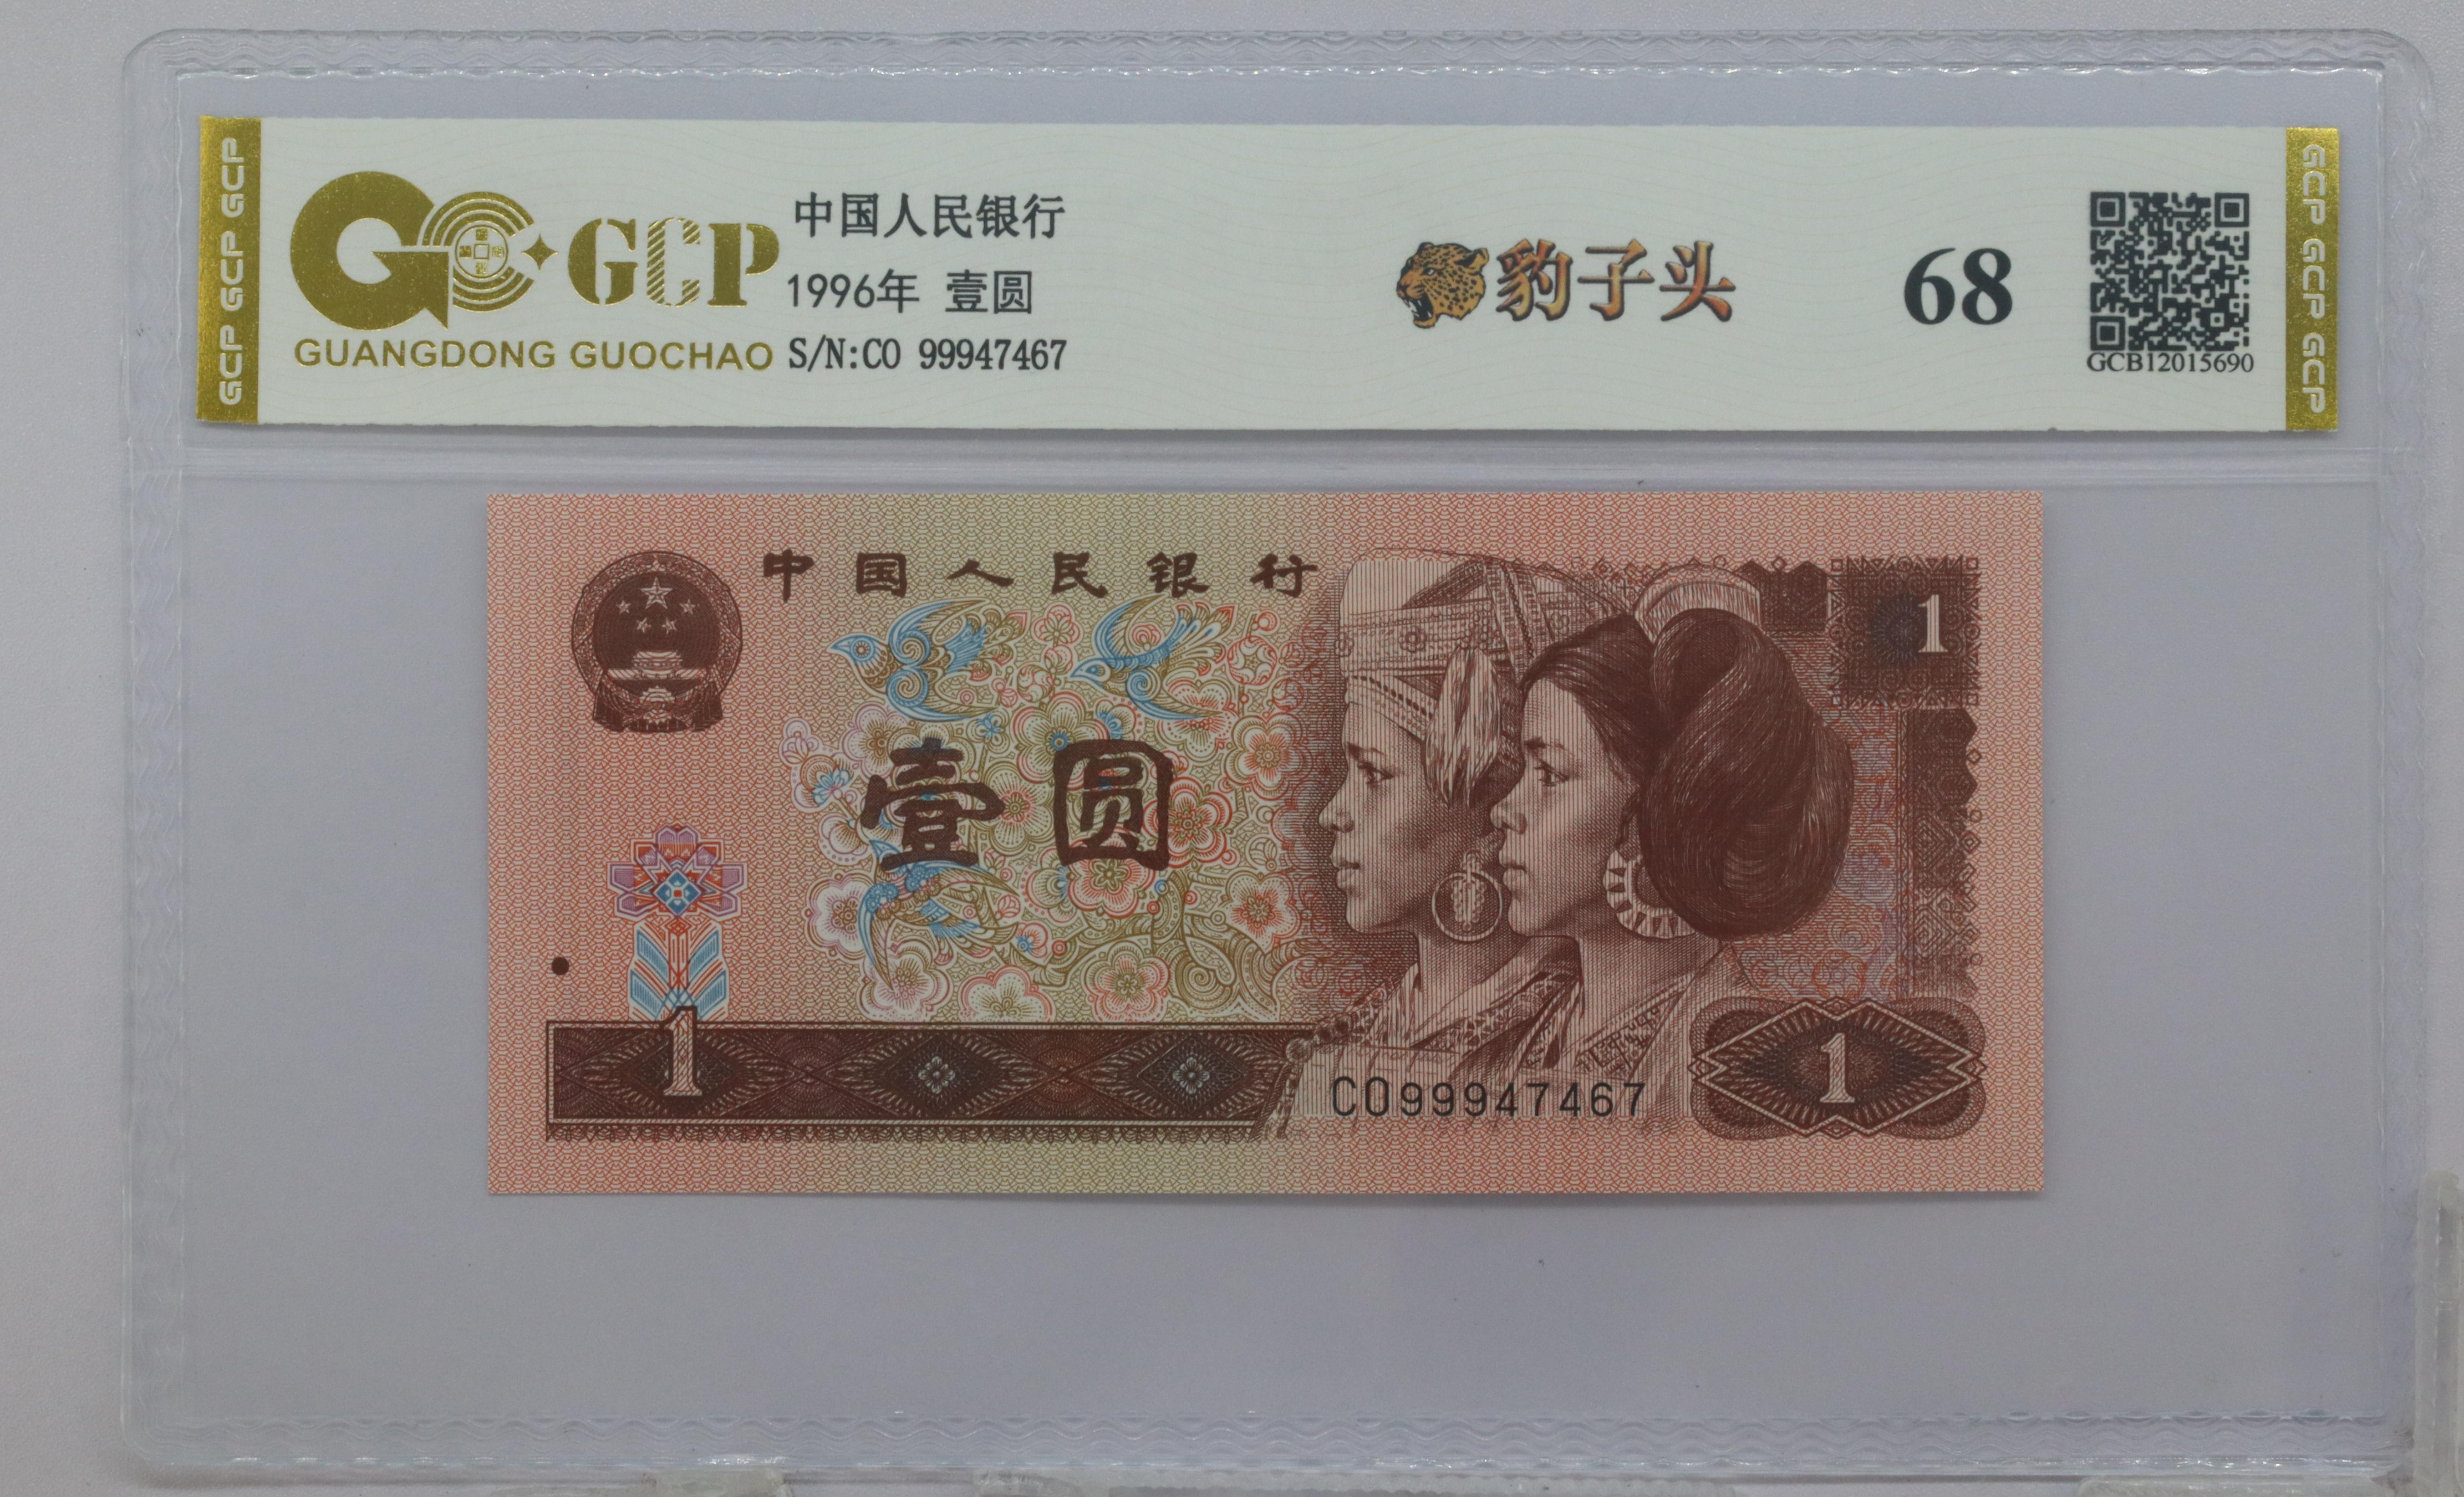 GCP GCP GCP
GCP
GUANGDONG GUOCHAO
中国人民银行
1996年 壹圆
S/N:CO 99947467
豹子头
68
GCB12015690
GCP GCP GCP
中国人民银行
1
壹圆
1
CO99947467
1